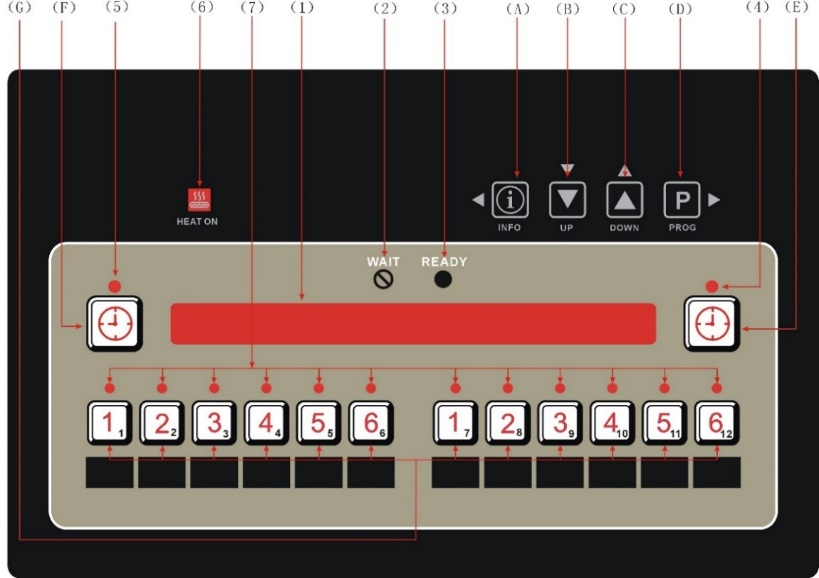 (G) (F) (5) (6) (7) (1) (2) (3) (A) (B) (C) (D) (4) (E)
HEAT ON
INFO UP DOWN P PROG
WAIT READY
1 1 2 2 3 3 4 4 5 5 6 6 1 7 2 8 3 9 4 10 5 11 6 12